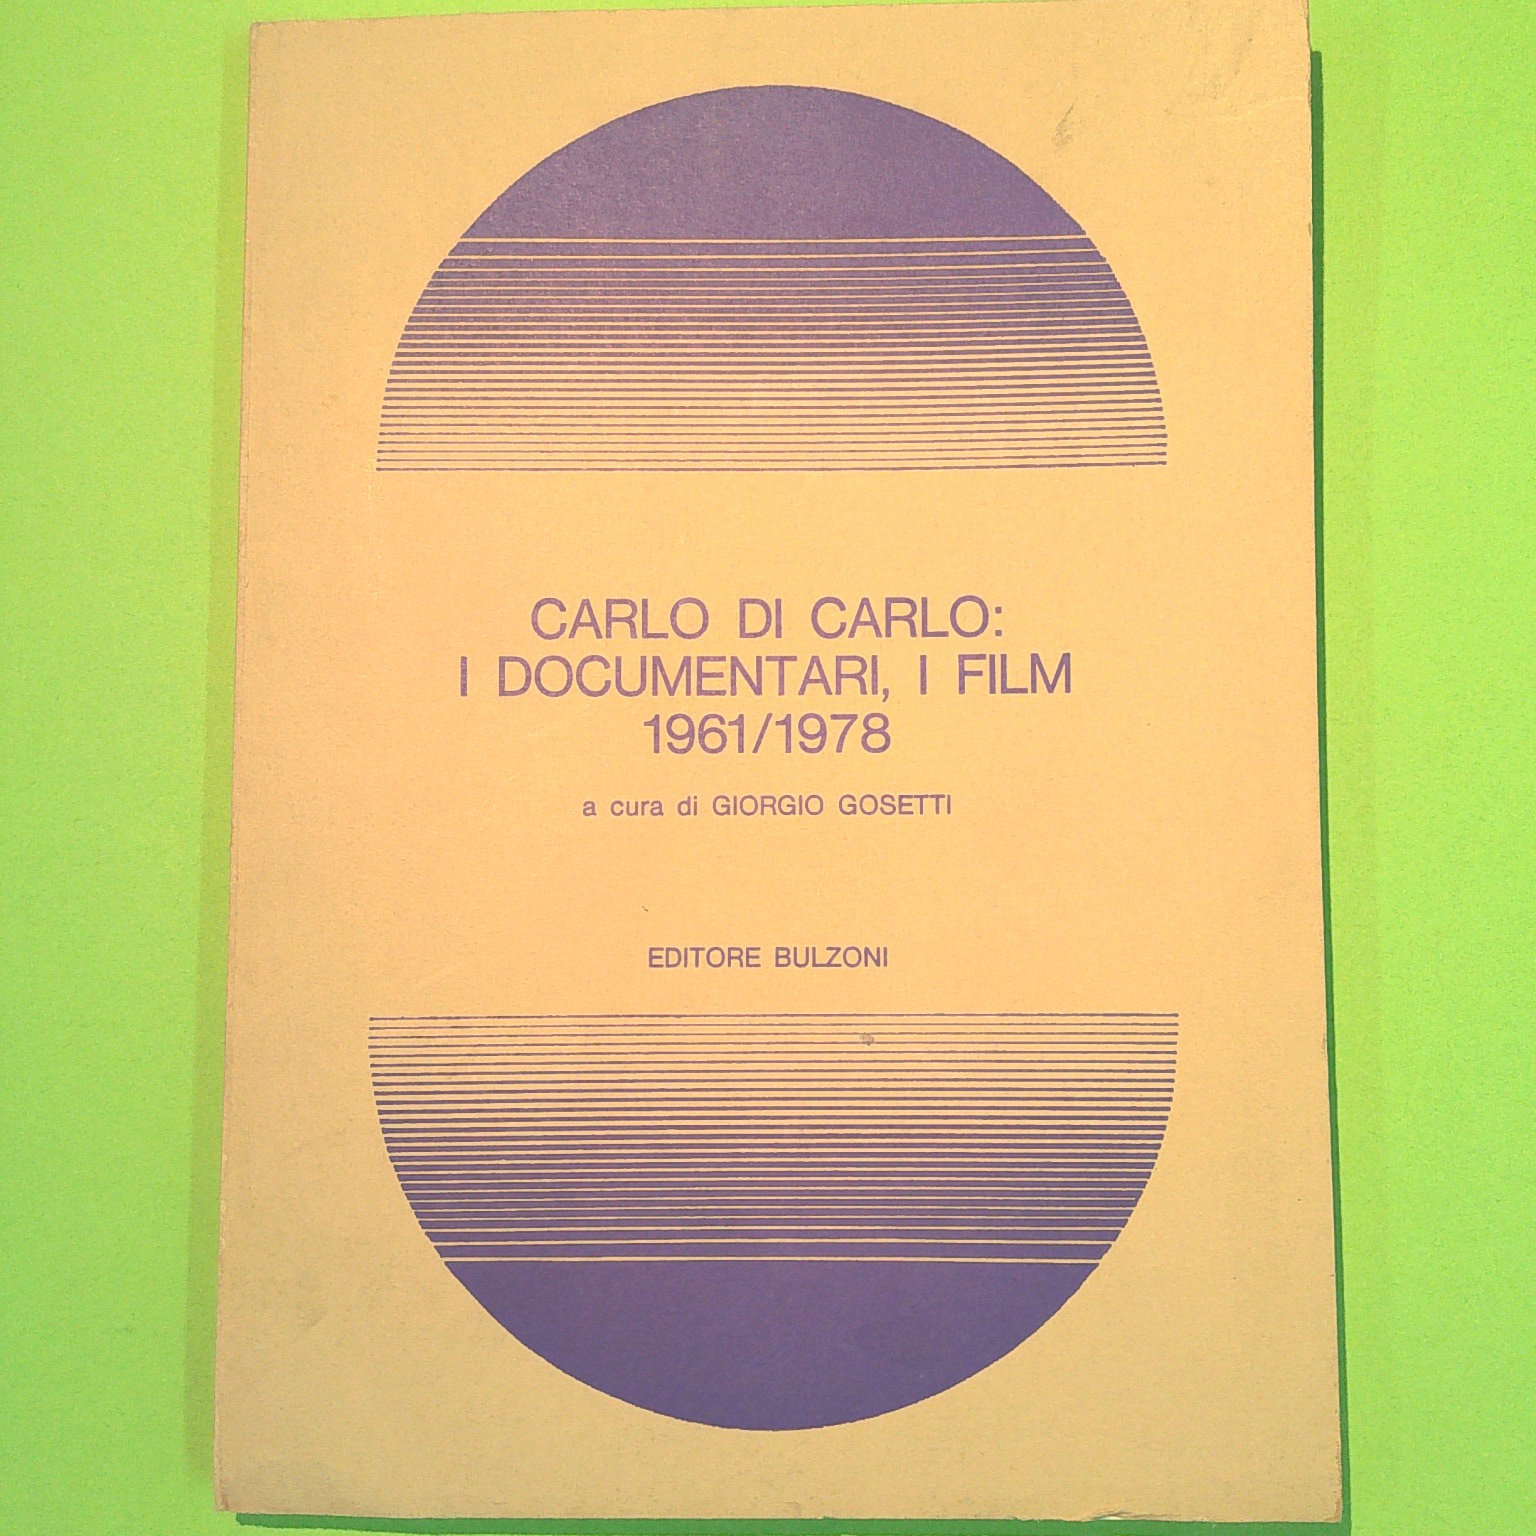 CARLO DI CARLO:
I DOCUMENTARI, I FILM
1961/1978
a cura di GIORGIO GOSETTI
EDITORE BULZONI